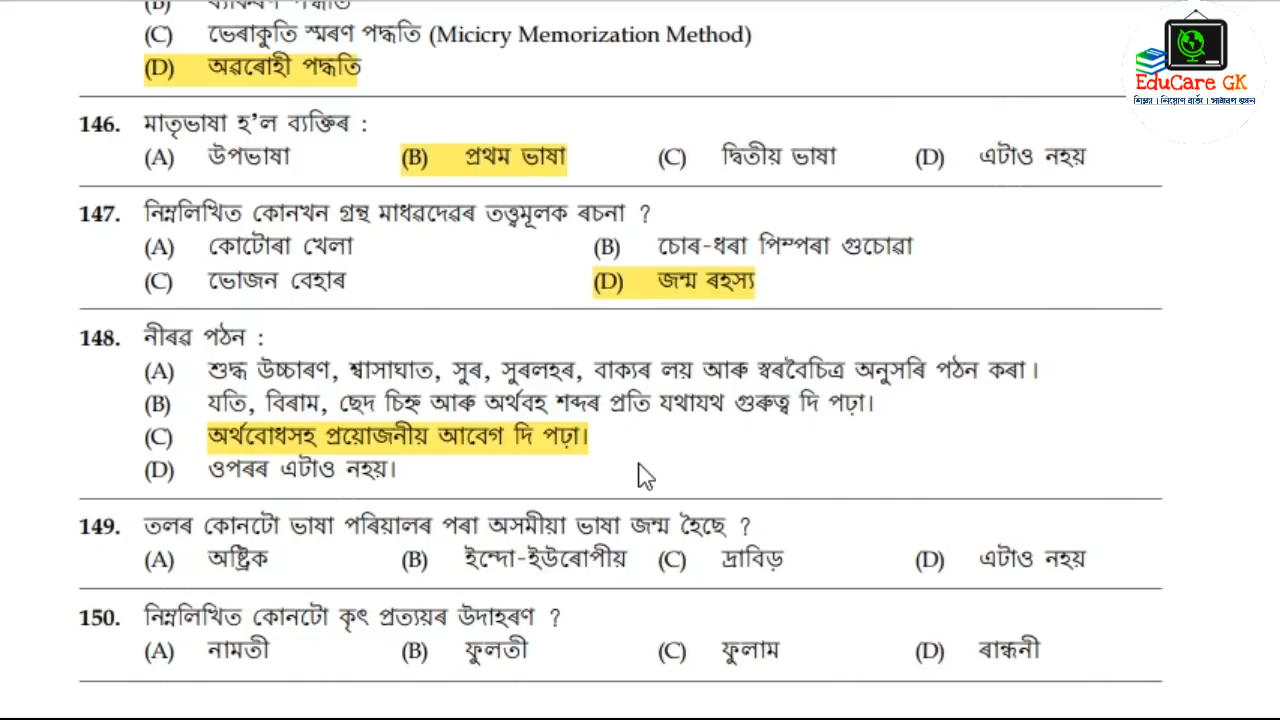 (B) ব্যাকৰণ পদ্ধতি
(C) ভেৰাকুতি স্মৰণ পদ্ধতি (Micicry Memorization Method)
(D) অৱৰোহী পদ্ধতি
EduCare GK
শিক্ষা । নিয়োগ বাৰ্তা । সাধাৰণ জ্ঞান
146. মাতৃভাষা হ'ল ব্যক্তিৰ :
(A) উপভাষা (B) প্ৰথম ভাষা (C) দ্বিতীয় ভাষা (D) এটাও নহয়
147. নিম্নলিখিত কোনখন গ্ৰন্থ মাধৱদেৱৰ তত্ত্বমূলক ৰচনা ?
(A) কোটোৰা খেলা (B) চোৰ-ধৰা পিম্পৰা গুচোৱা
(C) ভোজন বেহাৰ (D) জন্ম ৰহস্য
148. নীৰৱ পঠন :
(A) শুদ্ধ উচ্চাৰণ, শ্বাসাঘাত, সুৰ, সুৰলহৰ, বাক্যৰ লয় আৰু স্বৰবৈচিত্ৰ অনুসৰি পঠন কৰা।
(B) যতি, বিৰাম, ছেদ চিহ্ন আৰু অৰ্থবহ শব্দৰ প্ৰতি যথাযথ গুৰুত্ব দি পঢ়া।
(C) অৰ্থবোধসহ প্ৰয়োজনীয় আবেগ দি পঢ়া।
(D) ওপৰৰ এটাও নহয়।
149. তলৰ কোনটো ভাষা পৰিয়ালৰ পৰা অসমীয়া ভাষা জন্ম হৈছে ?
(A) অষ্ট্ৰিক (B) ইন্দো-ইউৰোপীয় (C) দ্ৰাবিড় (D) এটাও নহয়
150. নিম্নলিখিত কোনটো কৃৎ প্ৰত্যয়ৰ উদাহৰণ ?
(A) নামতী (B) ফুলতী (C) ফুলাম (D) ৰান্ধনী